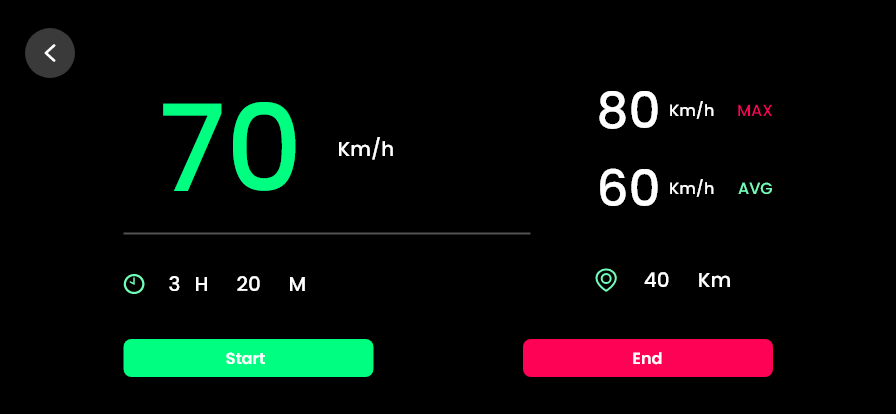 70 Km/h
80 Km/h MAX
60 Km/h AVG
3 H 20 M
40 Km
Start
End